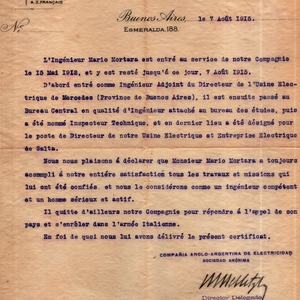 A.Z.FRANÇAIS
Nº
Buenos Aires, le 7 Août 1915.
ESMERALDA, 188.
L'Ingénieur Mario Mortara est entré au service de notre Compagnie
le 15 Mai 1912, et y est resté jusqu'à ce jour, 7 Août 1915.
D'abord entré comme Ingénieur Adjoint du Directeur de l'Usine Elec-
trique de Mercedes (Province de Buenos Aires), il est ensuite passé au
Bureau Central en qualité d'Ingénieur attaché au bureau des études, puis a
été nommé Inspecteur Technique, et en dernier lieu a été désigné pour
le poste de Directeur de notre Usine Electrique et Entreprise Electrique
de Salta.
Nous nous plaisons á déclarer que Monsieur Mario Mortara a toujours
accompli á notre entière satisfaction tous les travaux et missions qui
lui ont été confiés, et nous le considérons comme un ingénieur compétent
et un homme sérieux et actif.
Il quitte d'ailleurs notre Compagnie pour répondre á l'appel de son
pays et s'enrôler dans l'Armée Italienne.
En foi de quoi nous lui avons délivré le présent certificat.
COMPAÑIA ANGLO-ARGENTINA DE ELECTRICIDAD
SOCIEDAD ANÓNIMA
Director Delegado